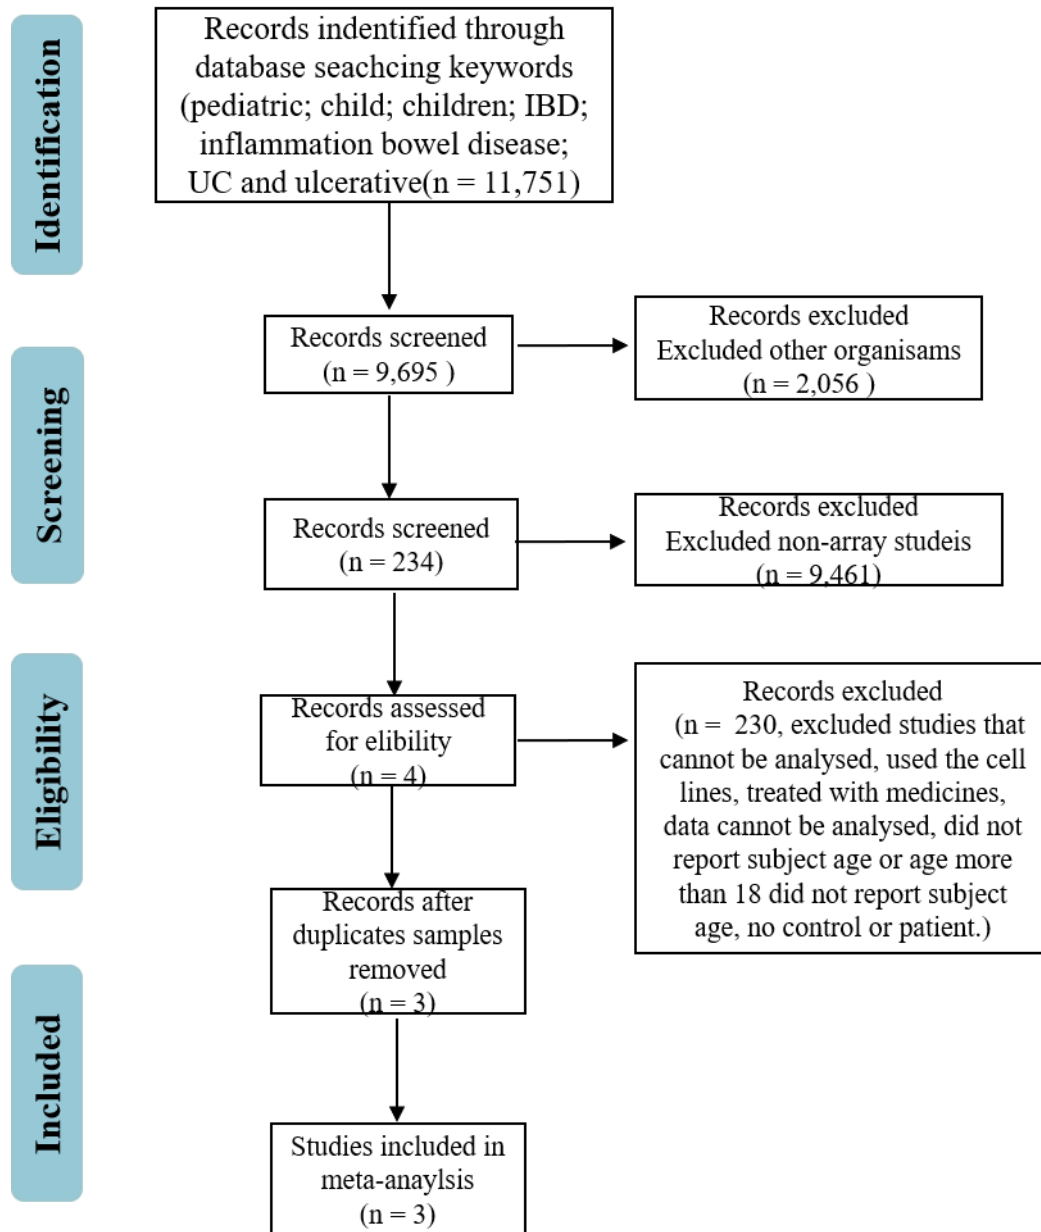 Identification
Records indentified through
database seachcing keywords
(pediatric; child; children; IBD;
inflammation bowel disease;
UC and ulcerative(n = 11,751)
Screening
Records screened
(n = 9,695 )
Records excluded
Excluded other organisams
(n = 2,056 )
Records screened
(n = 234)
Records excluded
Excluded non-array studeis
(n = 9,461)
Eligibility
Records assessed
for elibility
(n = 4)
Records excluded
(n =  230, excluded studies that
cannot be analysed, used the cell
lines, treated with medicines,
data cannot be analysed, did not
report subject age or age more
than 18 did not report subject
age, no control or patient.)
Records after
duplicates samples
removed
(n = 3)
Included
Studies included in
meta-anaylsis
(n = 3)